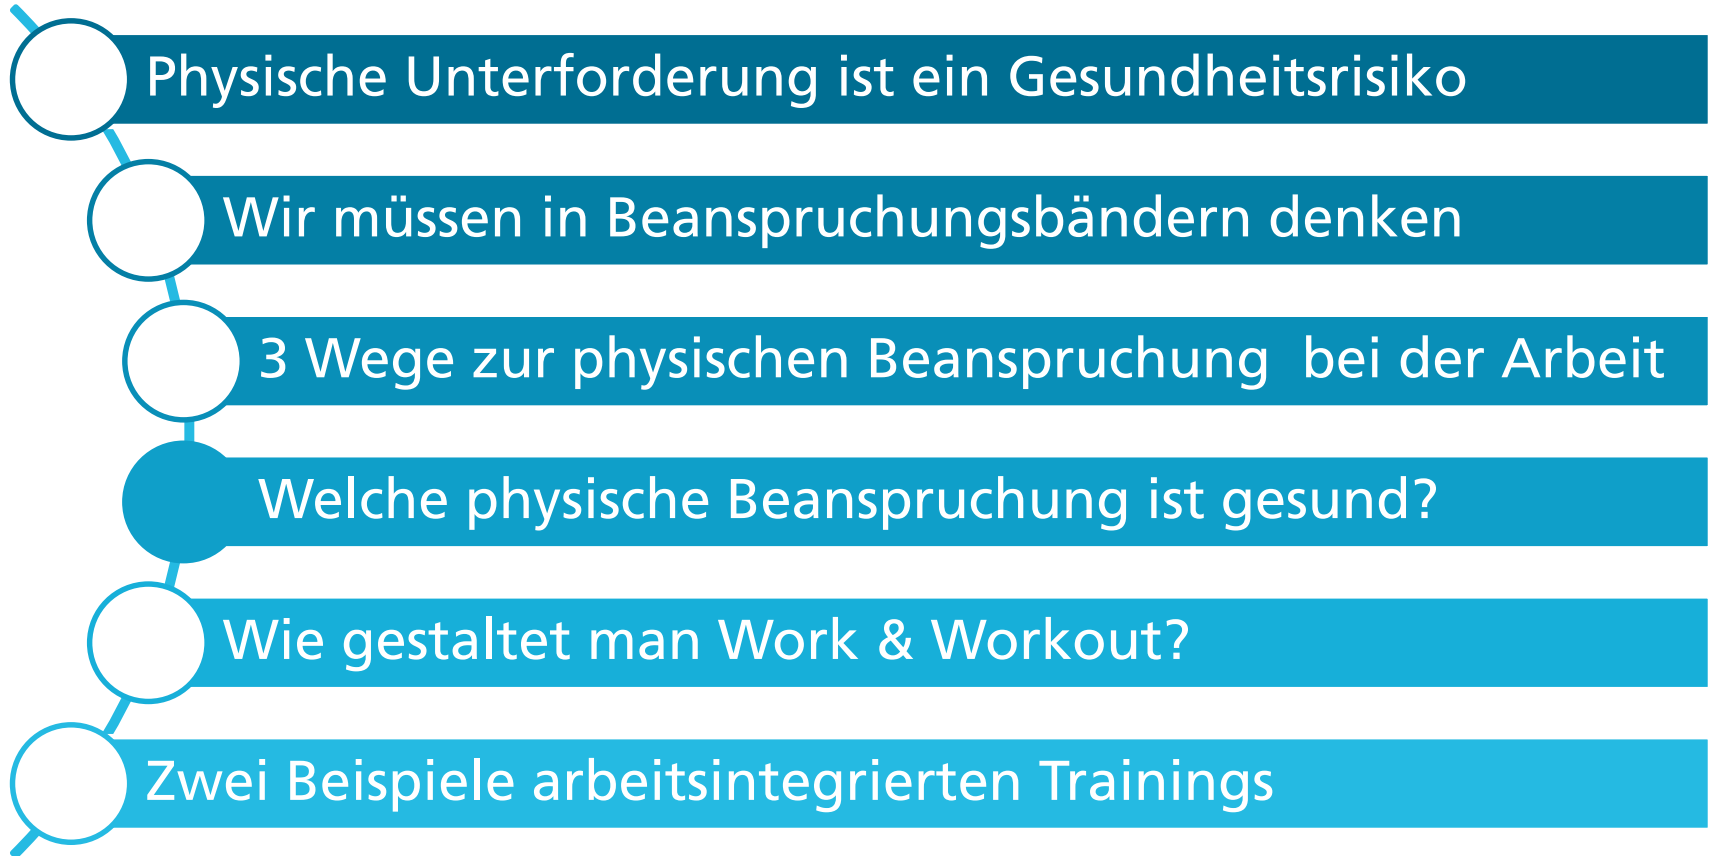 Physische Unterforderung ist ein Gesundheitsrisiko
Wir müssen in Beanspruchungsbändern denken
3 Wege zur physischen Beanspruchung  bei der Arbeit
Welche physische Beanspruchung ist gesund?
Wie gestaltet man Work & Workout?
Zwei Beispiele arbeitsintegrierten Trainings